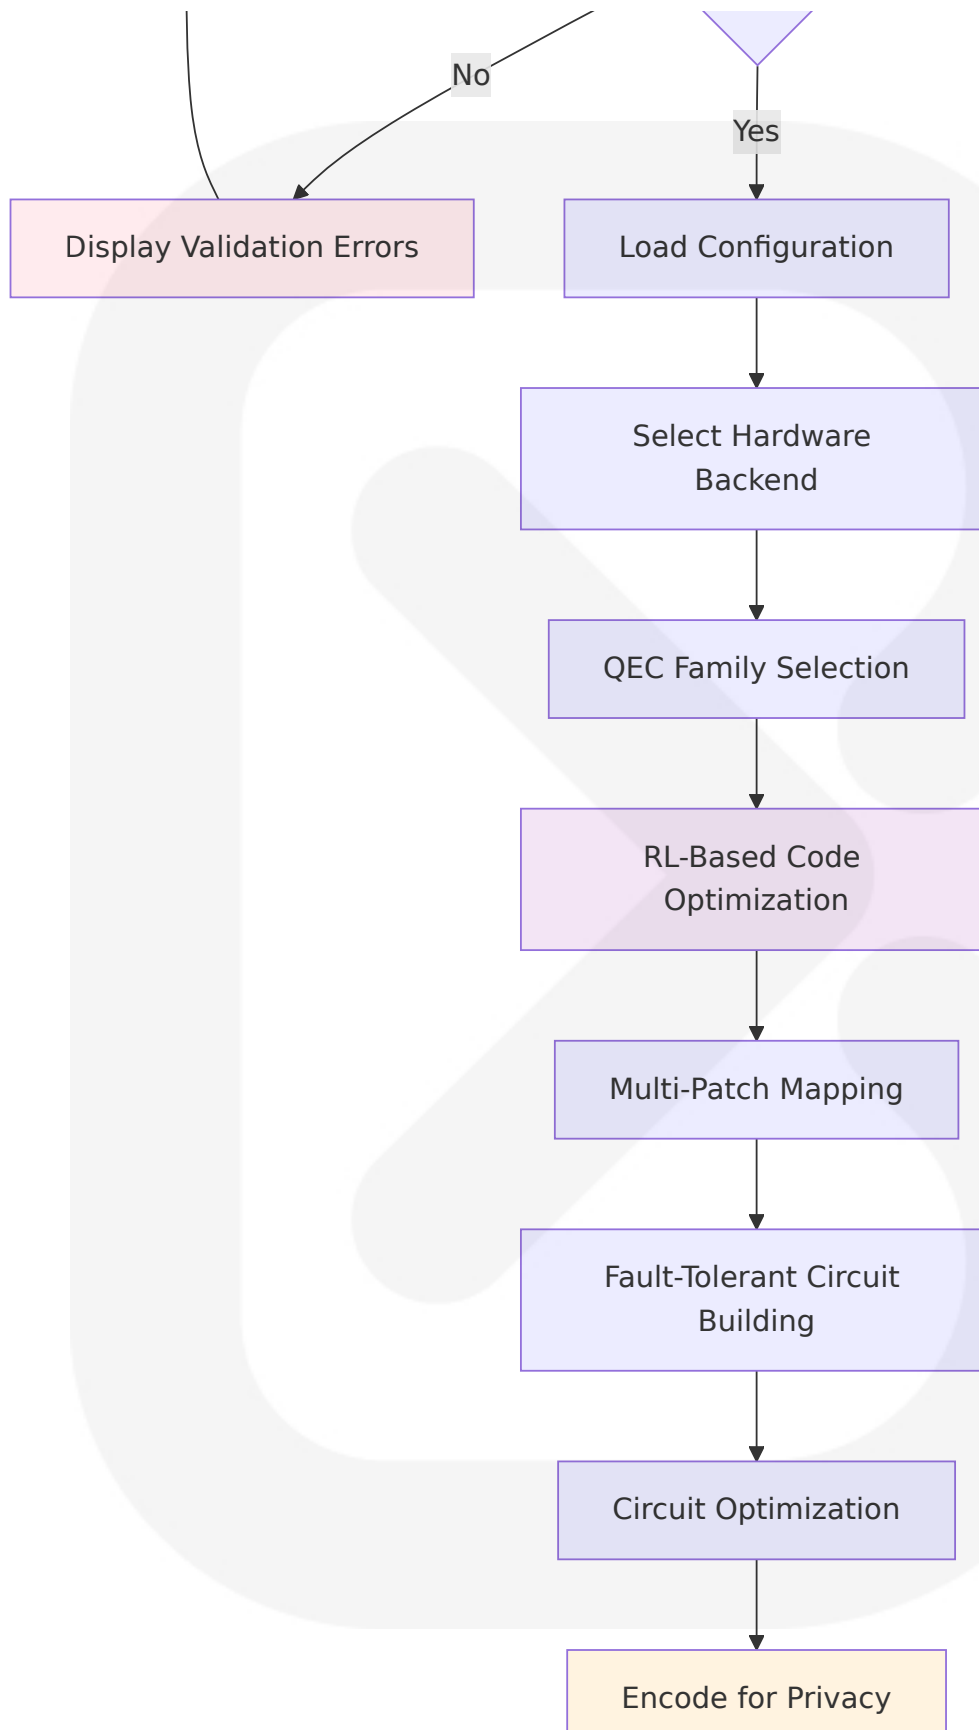 No
Yes
Display Validation Errors
Load Configuration
Select Hardware
Backend
QEC Family Selection
RL-Based Code
Optimization
Multi-Patch Mapping
Fault-Tolerant Circuit
Building
Circuit Optimization
Encode for Privacy